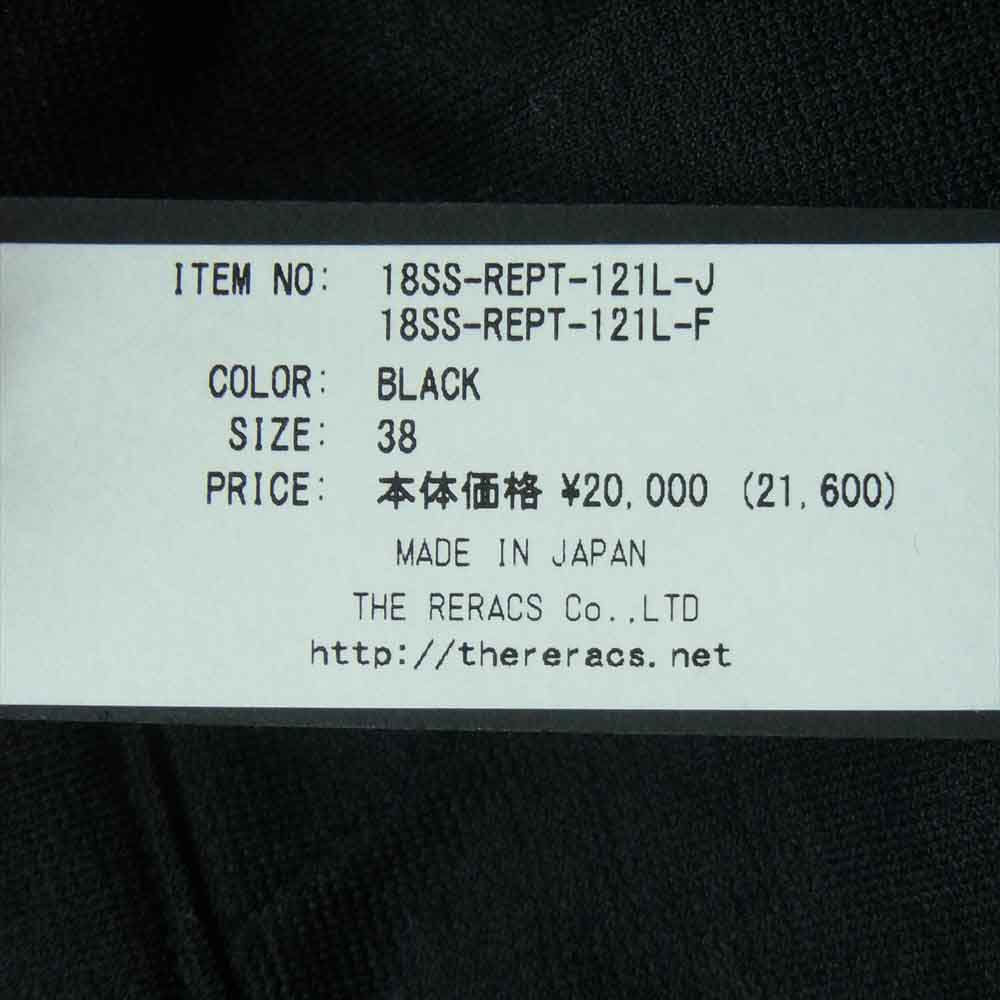 ITEM NO: 18SS-REPT-121L-J
18SS-REPT-121L-F
COLOR: BLACK
SIZE: 38
PRICE: 本体価格 ¥20,000 (21,600)
MADE IN JAPAN
THE RERACS Co.,LTD
http://thereracs.net